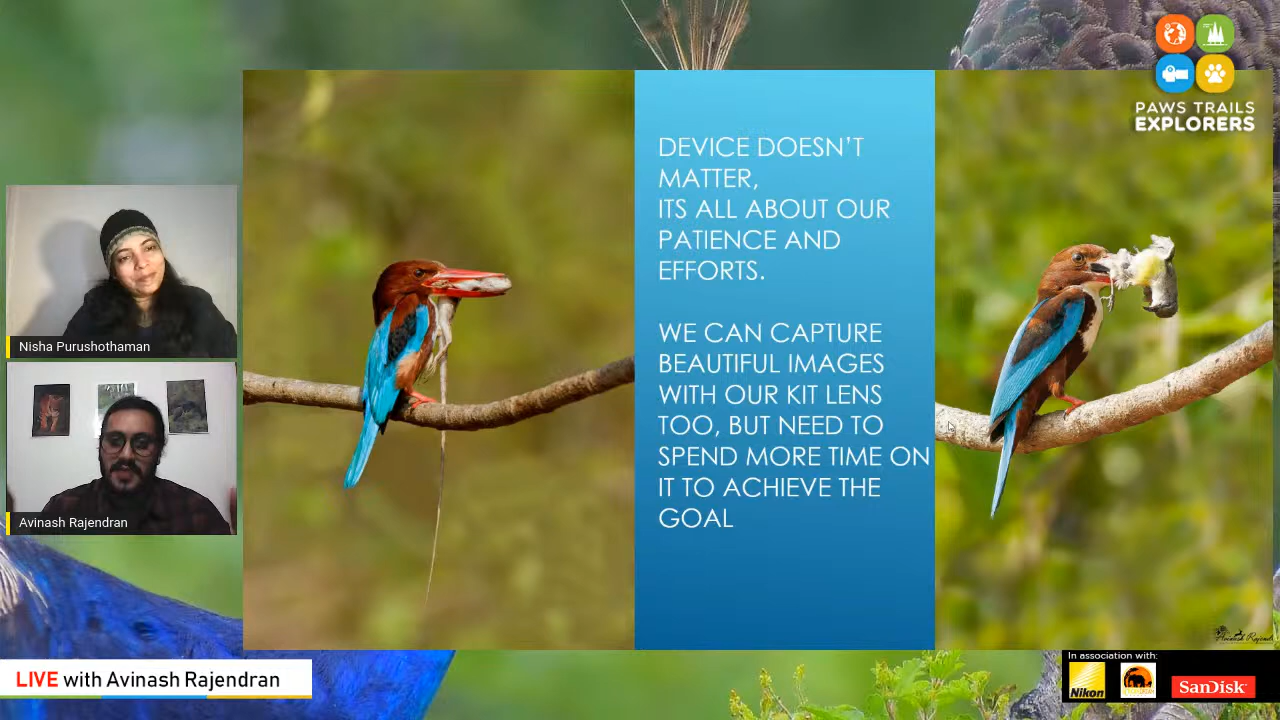 PAWS TRAILS
EXPLORERS
DEVICE DOESN'T
MATTER,
ITS ALL ABOUT OUR
PATIENCE AND
EFFORTS.
WE CAN CAPTURE
BEAUTIFUL IMAGES
WITH OUR KIT LENS
TOO, BUT NEED TO
SPEND MORE TIME ON
IT TO ACHIEVE THE
GOAL
Nisha Purushothaman
Avinash Rajendran
LIVE with Avinash Rajendran
In association with:
Nikon
SanDisk